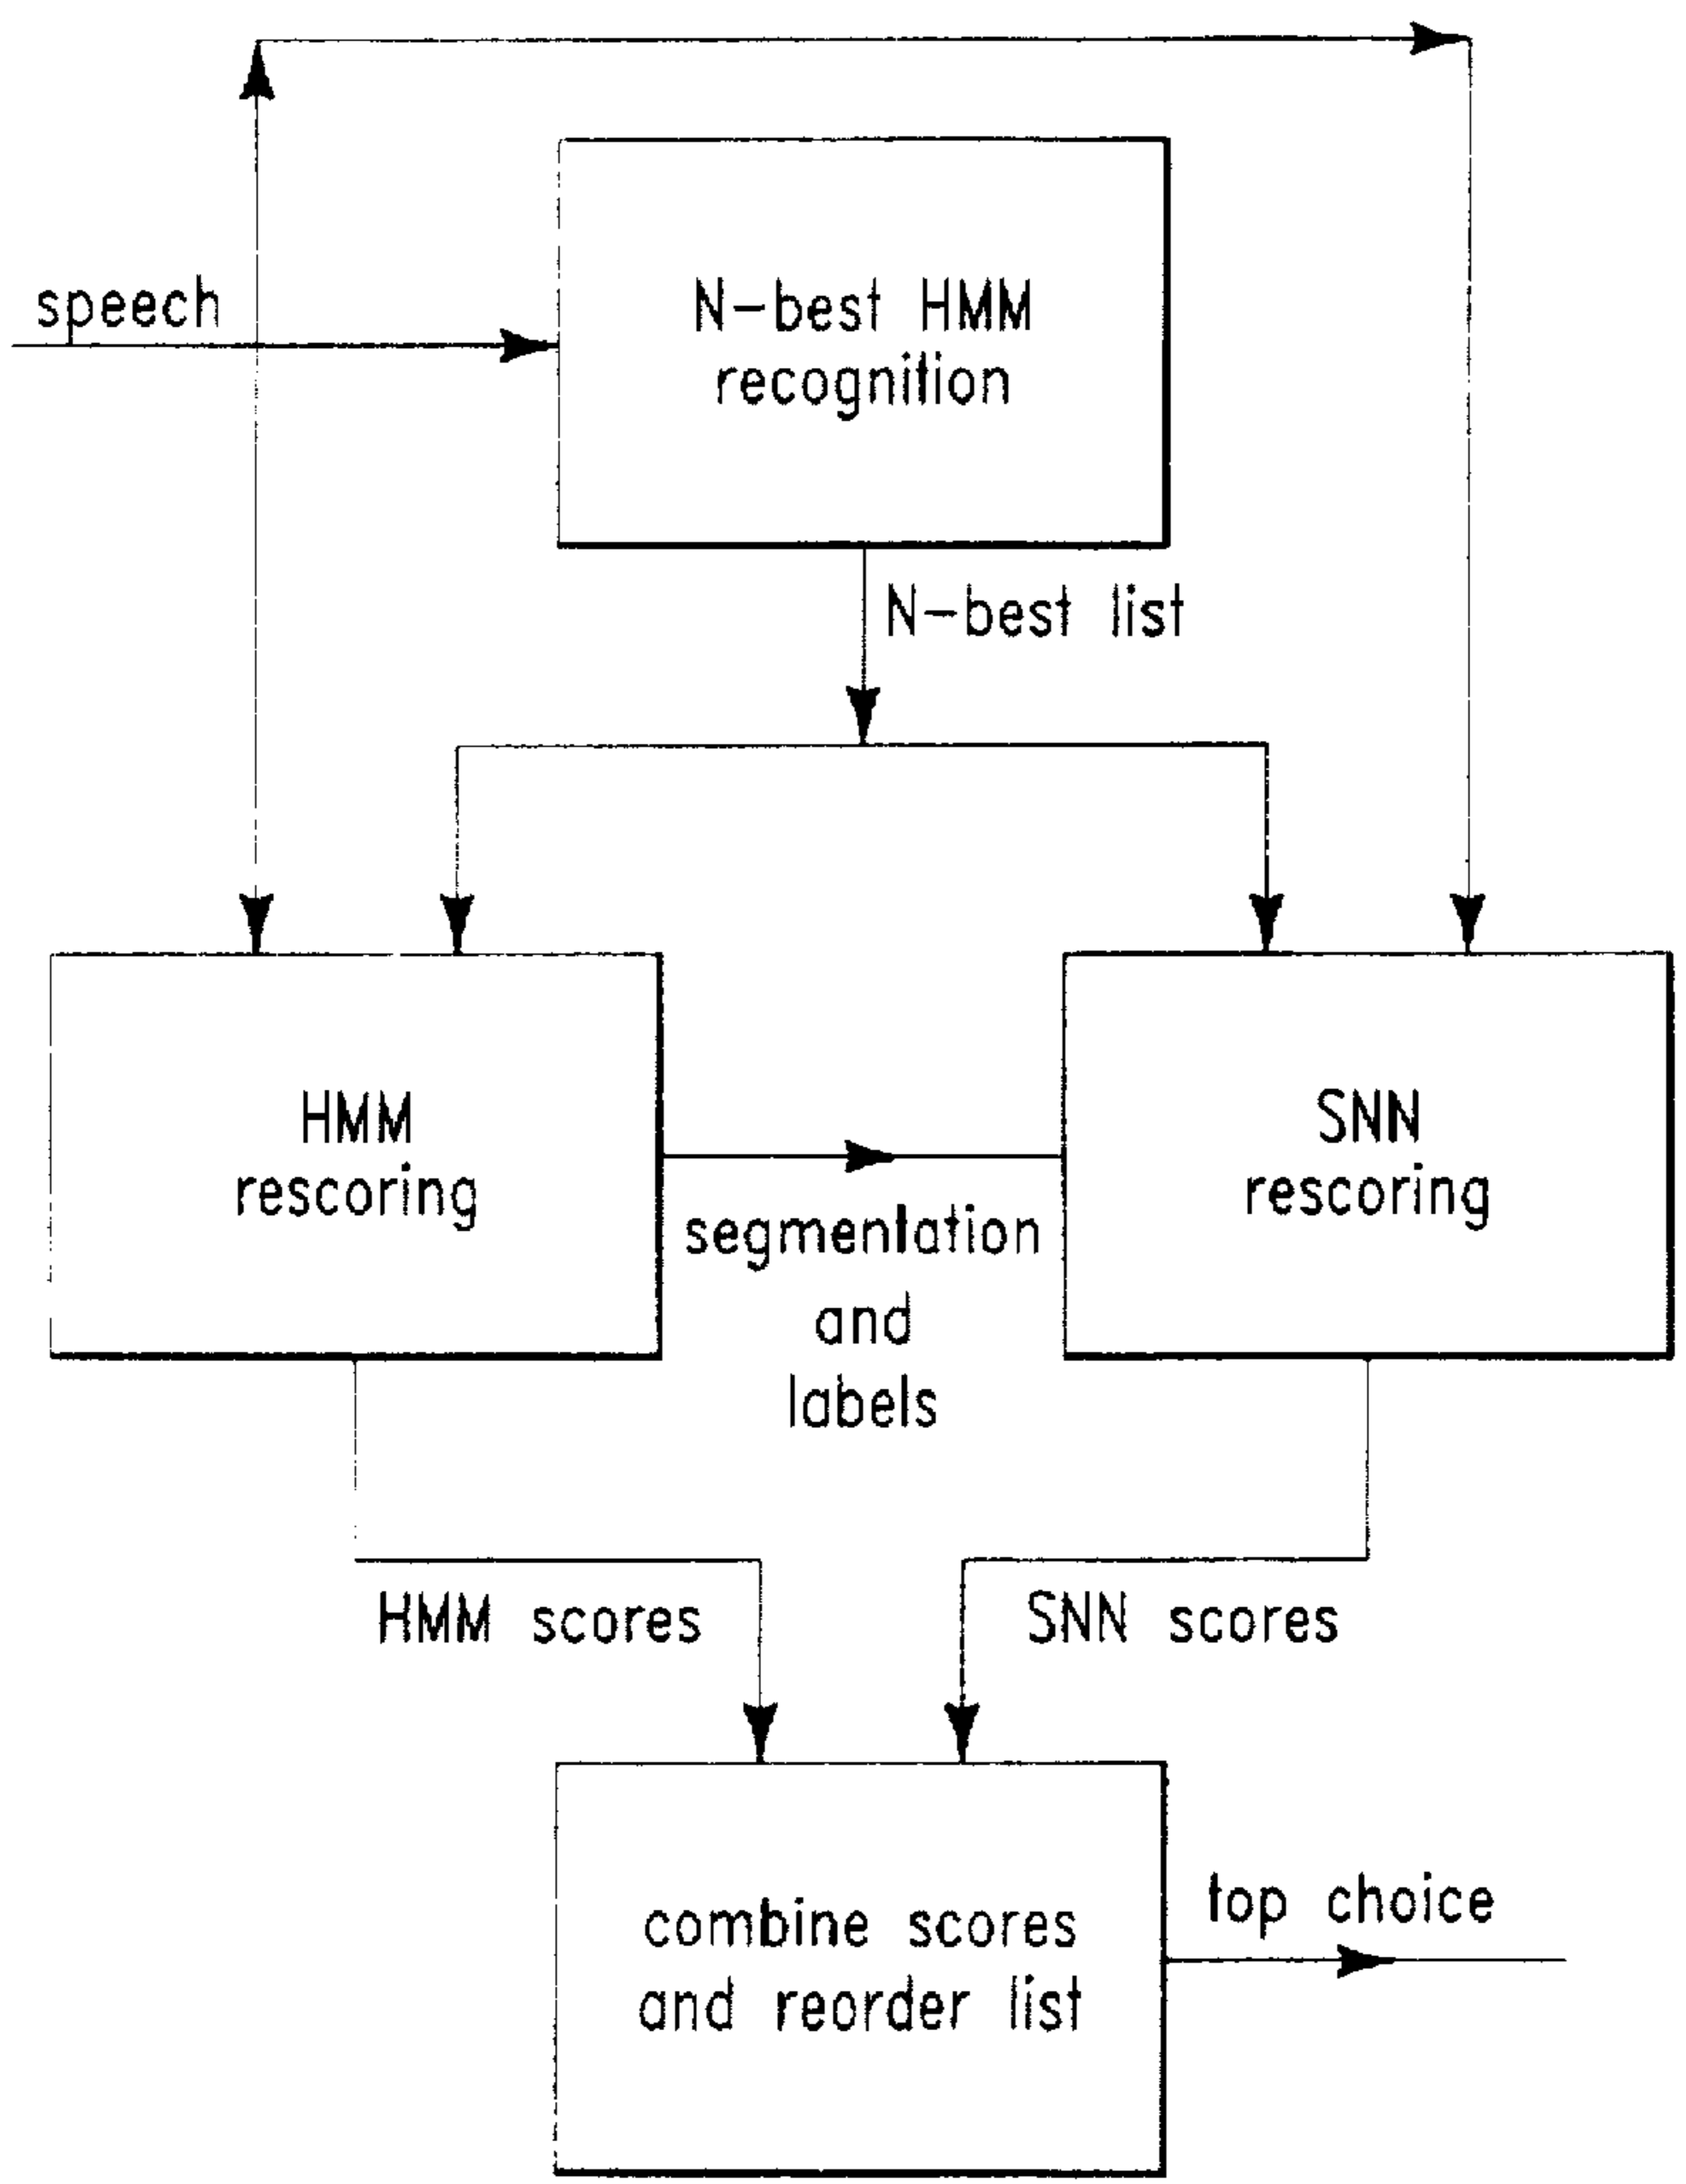 speech
N-best HMM
recognition
N-best list
HMM
rescoring
segmentation
and
labels
SNN
rescoring
HMM scores
SNN scores
combine scores
and reorder list
top choice